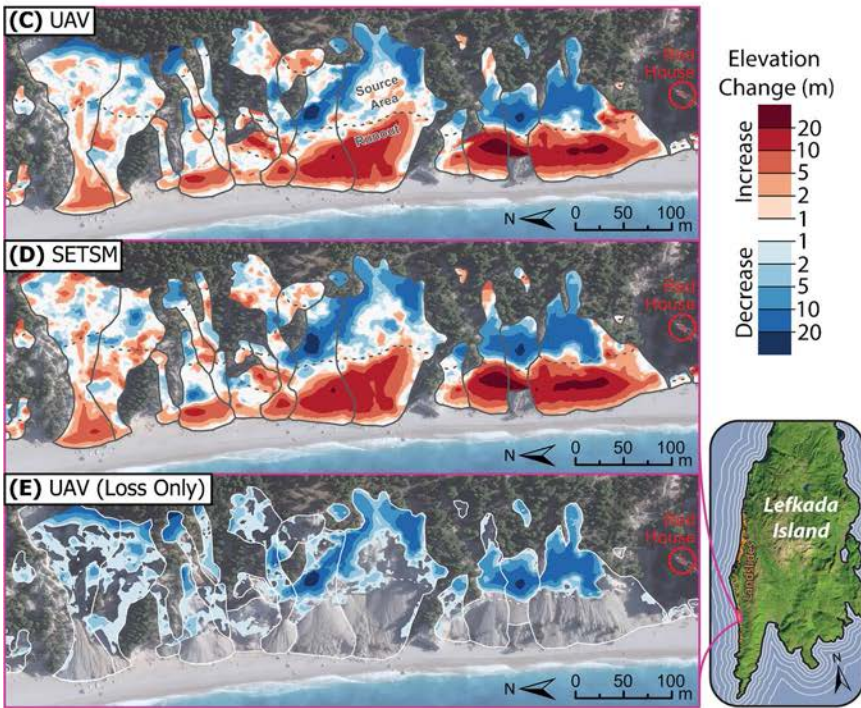 (C) UAV
Source
Area
Runout
Red
House
N
0 50 100
m
(D) SETSM
Red
House
N
0 50 100
m
(E) UAV (Loss Only)
Red
House
N
0 50 100
m
Elevation
Change (m)
Increase
20
10
5
2
1
Decrease
1
2
5
10
20
Lefkada
Island
Landslides
N